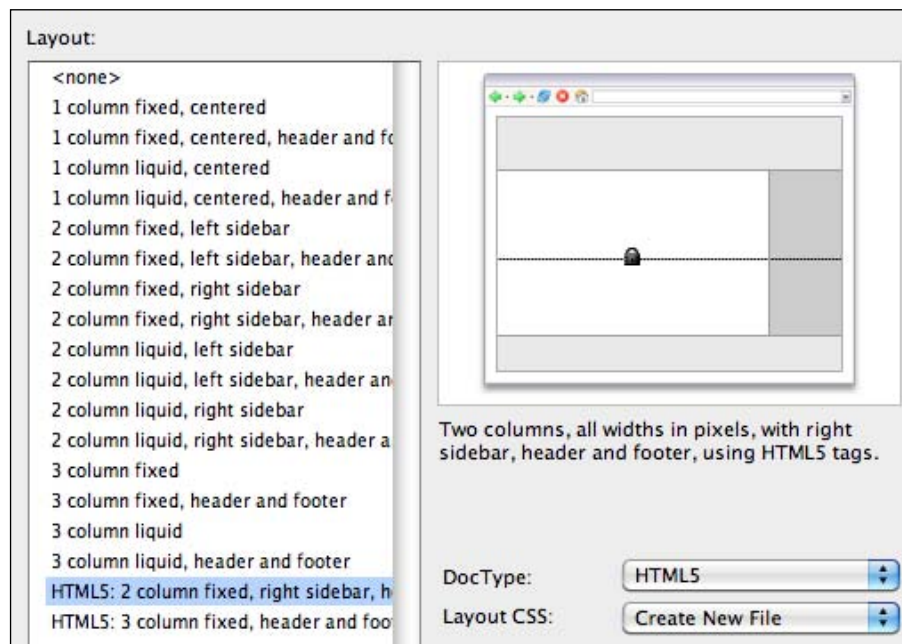 Layout:
<none>
1 column fixed, centered
1 column fixed, centered, header and fo
1 column liquid, centered
1 column liquid, centered, header and f
2 column fixed, left sidebar
2 column fixed, left sidebar, header and
2 column fixed, right sidebar
2 column fixed, right sidebar, header ar
2 column liquid, left sidebar
2 column liquid, left sidebar, header an
2 column liquid, right sidebar
2 column liquid, right sidebar, header a
3 column fixed
3 column fixed, header and footer
3 column liquid
3 column liquid, header and footer
HTML5: 2 column fixed, right sidebar, h
HTML5: 3 column fixed, header and foo
Two columns, all widths in pixels, with right
sidebar, header and footer, using HTML5 tags.
DocType: HTML5
Layout CSS: Create New File